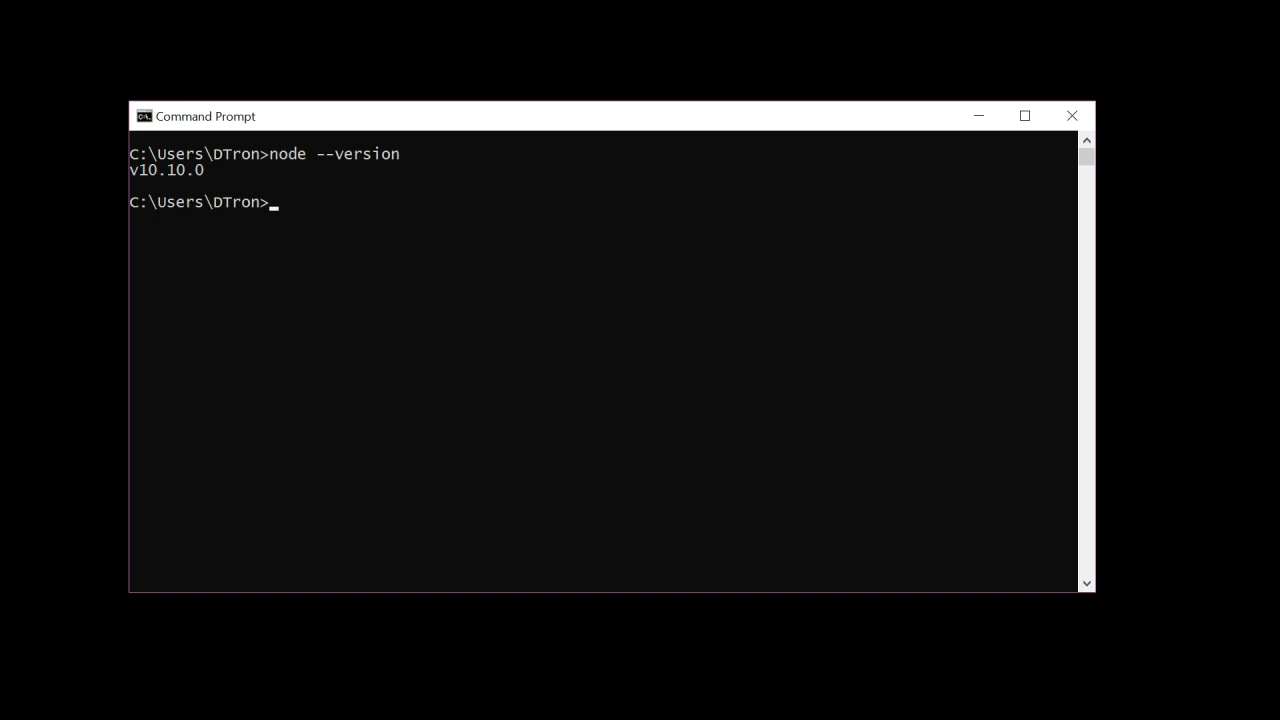 Command Prompt
C:\Users\DTron>node --version
v10.10.0
C:\Users\DTron>